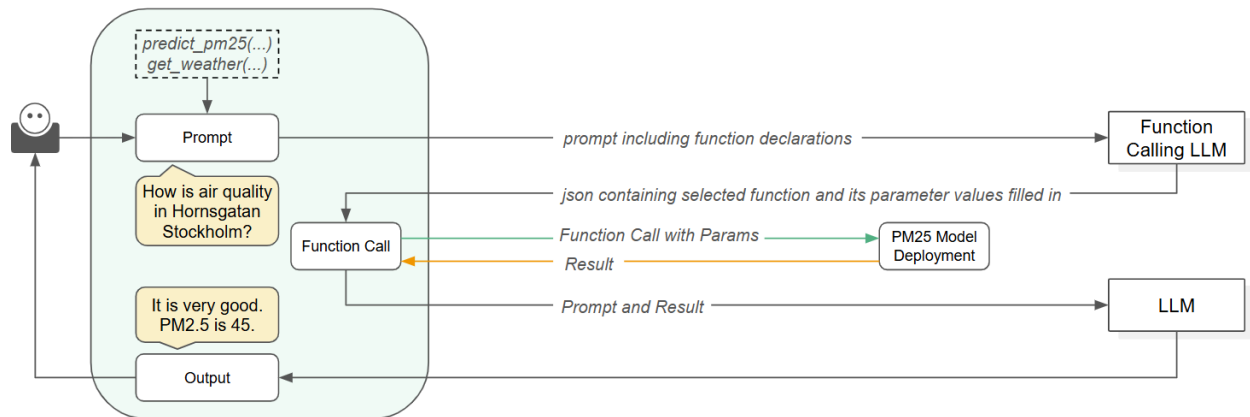 predict_pm25(...)
get_weather(...)
Prompt
prompt including function declarations
Function
Calling LLM
How is air quality
in Hornsgatan
Stockholm?
json containing selected function and its parameter values filled in
Function Call
Function Call with Params
Result
PM25 Model
Deployment
Prompt and Result
LLM
It is very good.
PM2.5 is 45.
Output